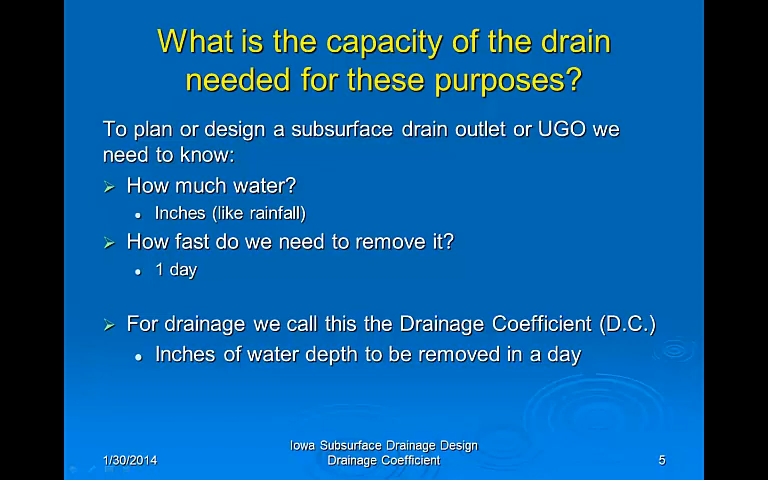 What is the capacity of the drain
needed for these purposes?
To plan or design a subsurface drain outlet or UGO we
need to know:
How much water?
Inches (like rainfall)
How fast do we need to remove it?
1 day
For drainage we call this the Drainage Coefficient (D.C.)
Inches of water depth to be removed in a day
1/30/2014
Iowa Subsurface Drainage Design
Drainage Coefficient
5